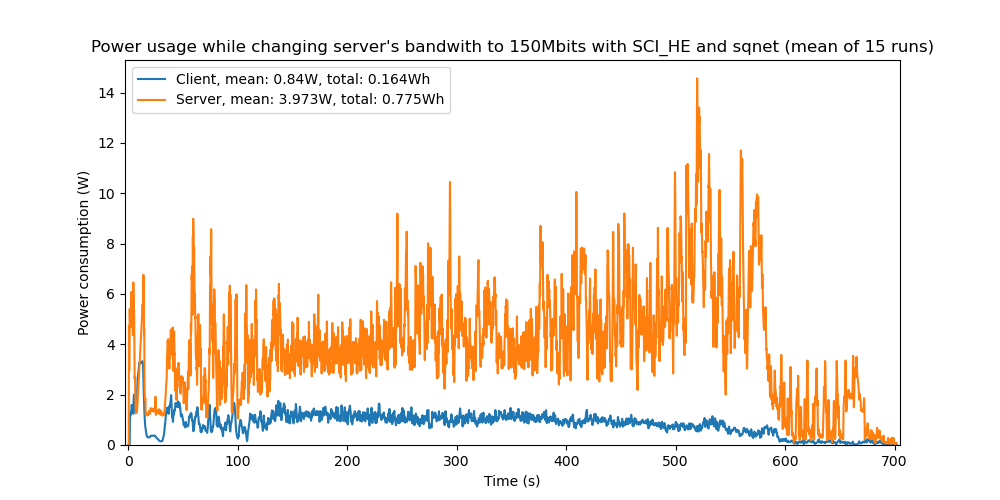 Power usage while changing server's bandwith to 150Mbits with SCI_HE and sqnet (mean of 15 runs)
Client, mean: 0.84W, total: 0.164Wh
Server, mean: 3.973W, total: 0.775Wh
Power consumption (W)
14
12
10
8
6
4
2
0
0 100 200 300 400 500 600 700
Time (s)